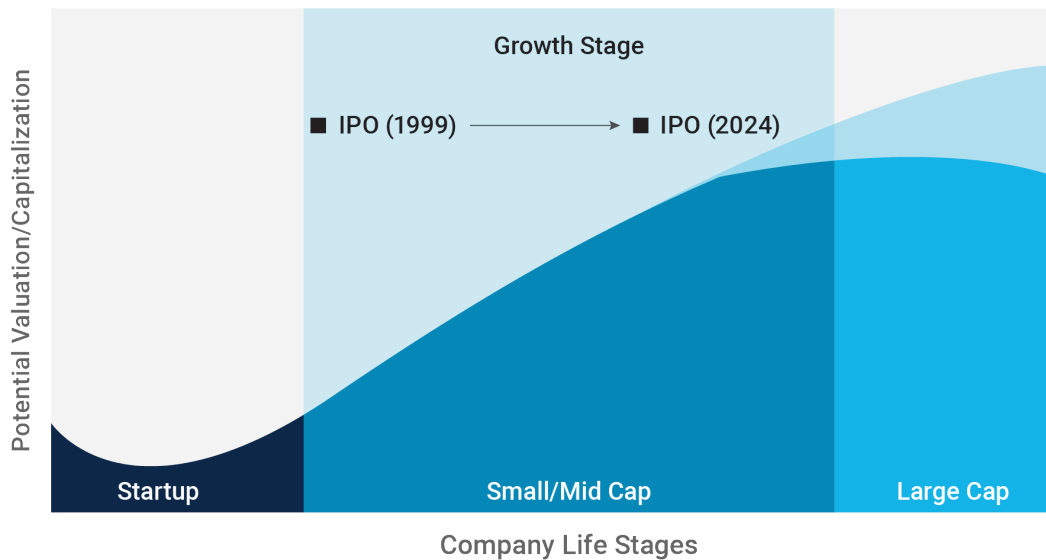 Growth Stage
IPO (1999)
IPO (2024)
Potential Valuation/Capitalization
Startup
Small/Mid Cap
Large Cap
Company Life Stages